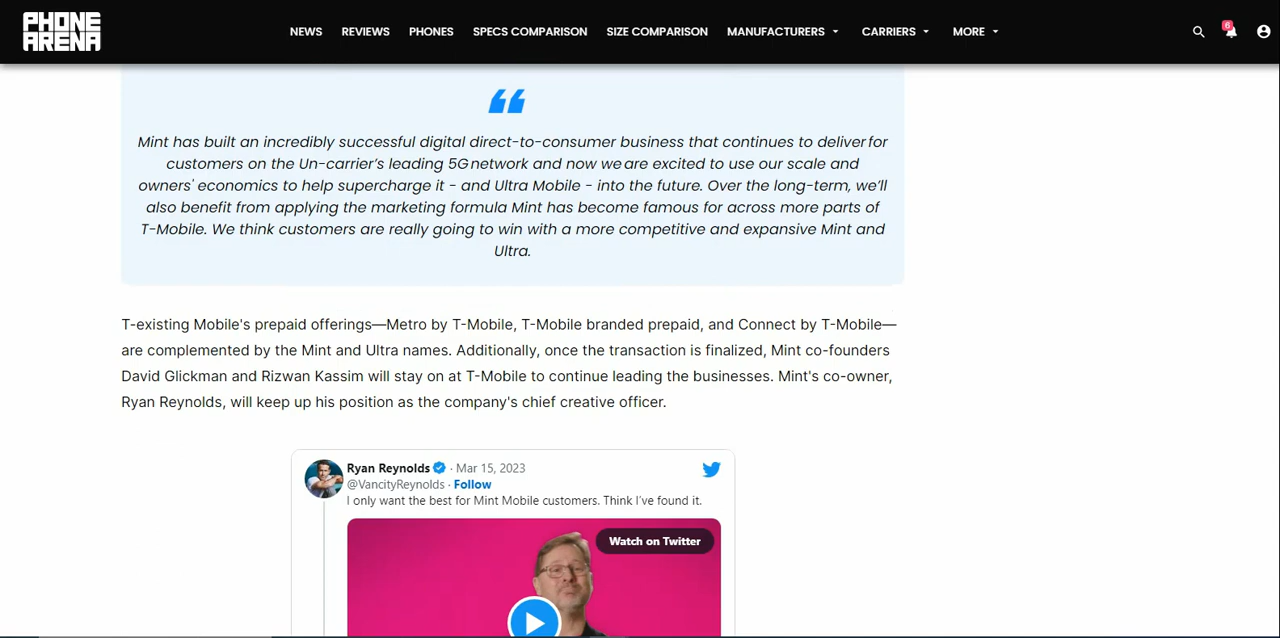 PHONE
ARENA
NEWS REVIEWS PHONES SPECS COMPARISON SIZE COMPARISON MANUFACTURERS CARRIERS MORE 6
Mint has built an incredibly successful digital direct-to-consumer business that continues to deliver for
customers on the Un-carrier’s leading 5G network and now we are excited to use our scale and
owners' economics to help supercharge it - and Ultra Mobile - into the future. Over the long-term, we’ll
also benefit from applying the marketing formula Mint has become famous for across more parts of
T-Mobile. We think customers are really going to win with a more competitive and expansive Mint and
Ultra.
T-existing Mobile's prepaid offerings—Metro by T-Mobile, T-Mobile branded prepaid, and Connect by T-Mobile—
are complemented by the Mint and Ultra names. Additionally, once the transaction is finalized, Mint co-founders
David Glickman and Rizwan Kassim will stay on at T-Mobile to continue leading the businesses. Mint's co-owner,
Ryan Reynolds, will keep up his position as the company's chief creative officer.
Ryan Reynolds · Mar 15, 2023
@VancityReynolds · Follow
I only want the best for Mint Mobile customers. Think I’ve found it.
Watch on Twitter